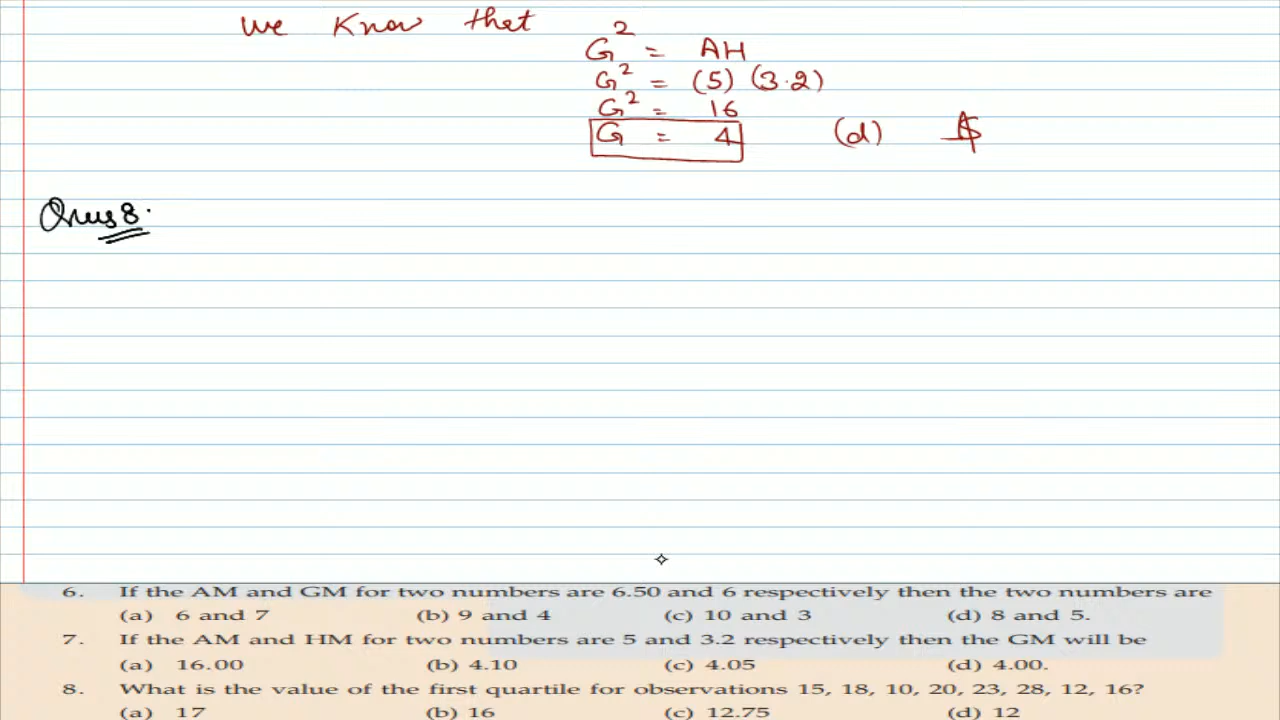 we know that
G² = AH
G² = (5) (3.2)
G² = 16
G = 4 (d)
Ques 8.
6. If the AM and GM for two numbers are 6.50 and 6 respectively then the two numbers are
(a) 6 and 7 (b) 9 and 4 (c) 10 and 3 (d) 8 and 5.
7. If the AM and HM for two numbers are 5 and 3.2 respectively then the GM will be
(a) 16.00 (b) 4.10 (c) 4.05 (d) 4.00.
8. What is the value of the first quartile for observations 15, 18, 10, 20, 23, 28, 12, 16?
(a) 17 (b) 16 (c) 12.75 (d) 12